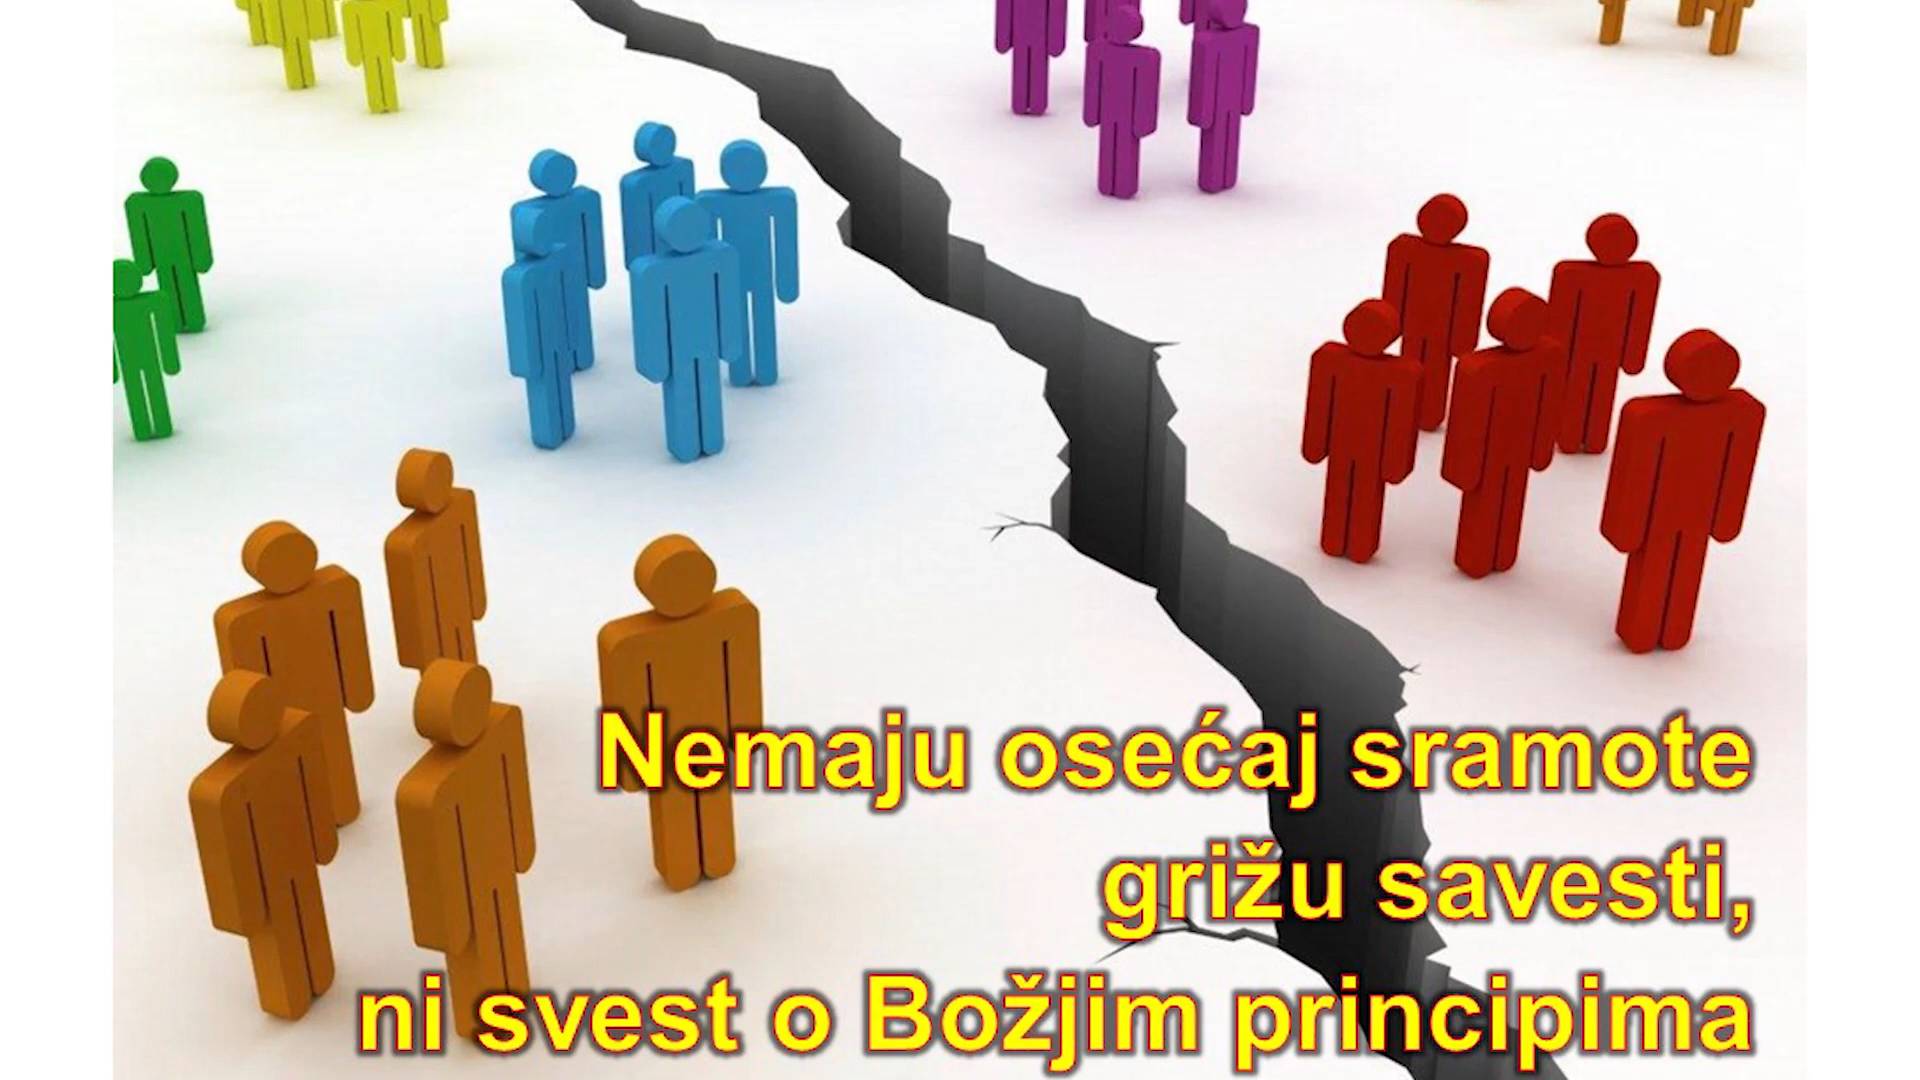 Nemaju osećaj sramote
grižu savesti,
ni svest o Božjim principima